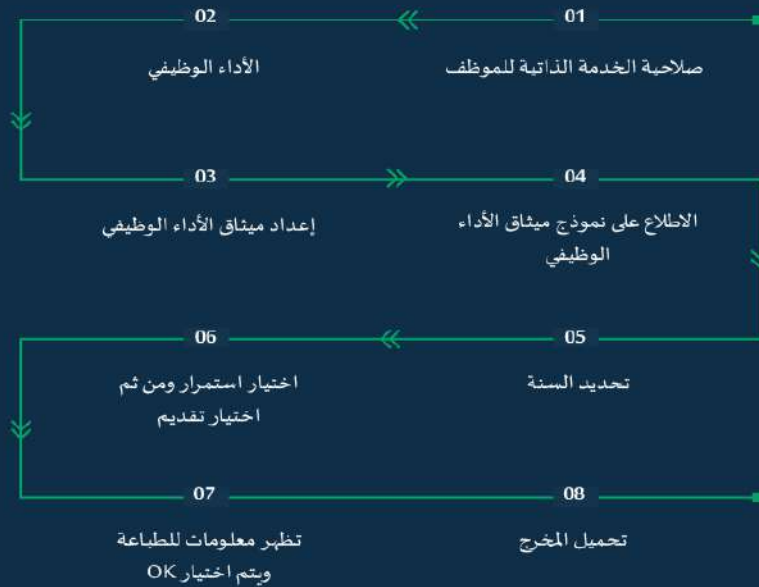 01
صلاحية الخدمة الذاتية للموظف
02
الأداء الوظيفي
03
إعداد ميثاق الأداء الوظيفي
04
الاطلاع على نموذج ميثاق الأداء
الوظيفي
05
تحديد السنة
06
اختيار استمرار ومن ثم
اختيار تقديم
07
تظهر معلومات للطباعة
ويتم اختيار OK
08
تحميل المخرج